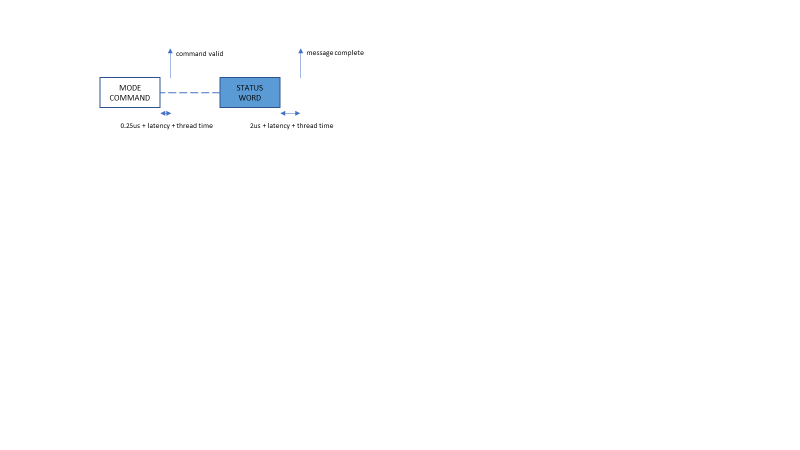 command valid
message complete
MODE
COMMAND
STATUS
WORD
0.25us + latency + thread time
2us + latency + thread time